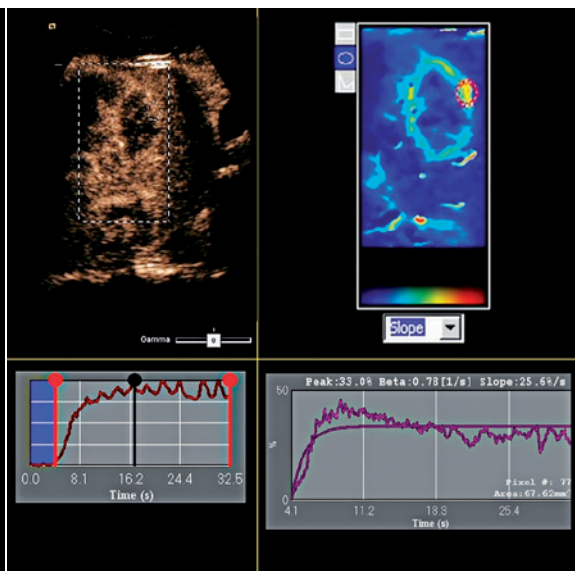 Gamma
Slope
0.0 8.1 16.2 24.4 32.5
Time (s)
Peak:33.0% Beta:0.78[1/s] Slope:25.6%/s
50
%
0
Pixel #: 77
Area:67.62mm²
4.1 11.2 18.3 25.4
Time (s)